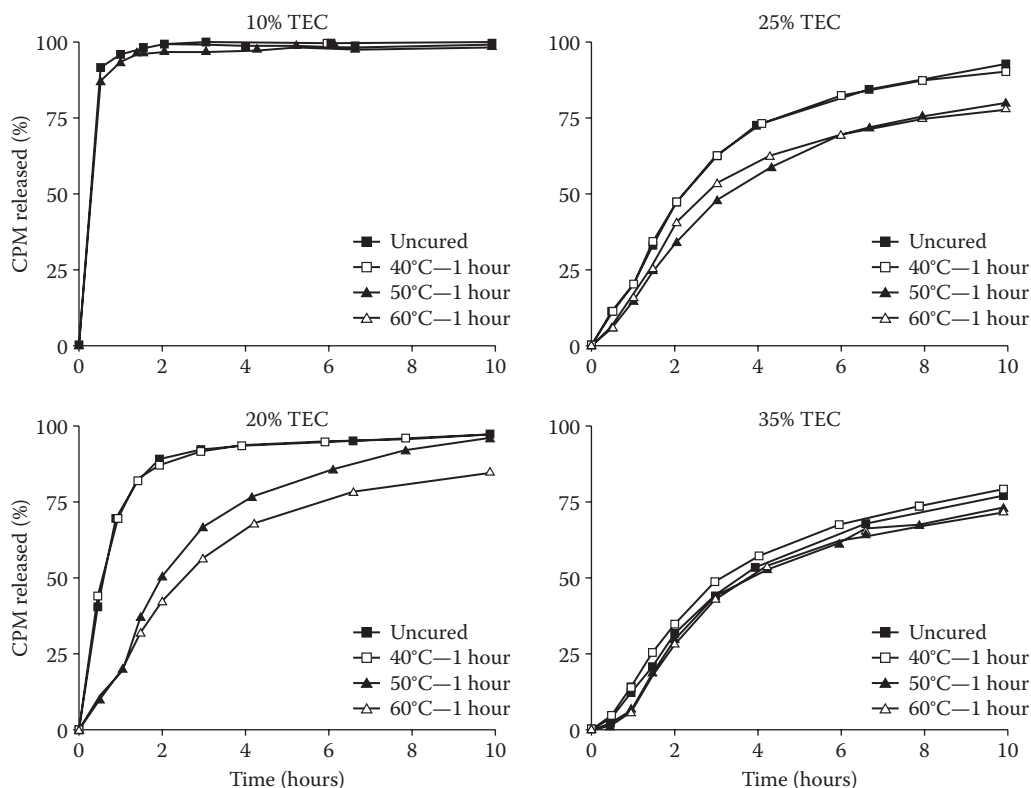 10% TEC
CPM released (%)
100
75
50
25
0
Uncured
40°C—1 hour
50°C—1 hour
60°C—1 hour
0 2 4 6 8 10
25% TEC
100
75
50
25
0
Uncured
40°C—1 hour
50°C—1 hour
60°C—1 hour
0 2 4 6 8 10
20% TEC
CPM released (%)
100
75
50
25
0
Uncured
40°C—1 hour
50°C—1 hour
60°C—1 hour
0 2 4 6 8 10
Time (hours)
35% TEC
100
75
50
25
0
Uncured
40°C—1 hour
50°C—1 hour
60°C—1 hour
0 2 4 6 8 10
Time (hours)